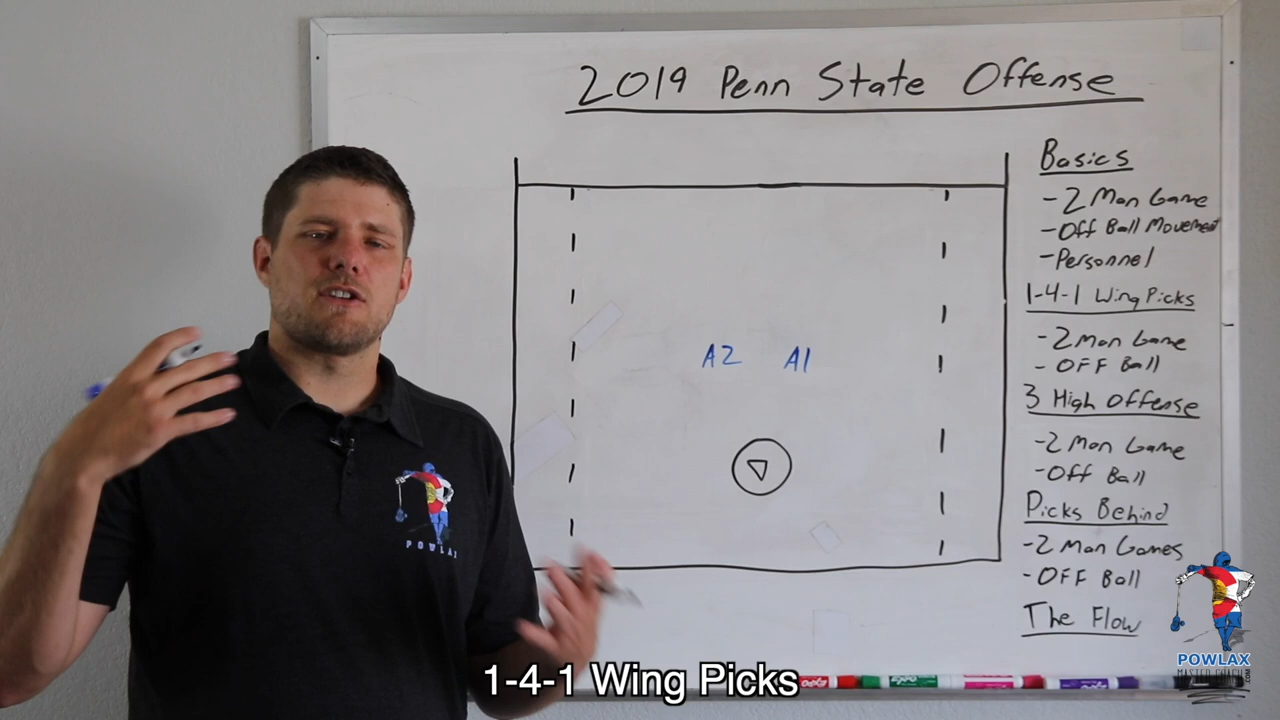 2019 Penn State Offense
Basics
-2 Man Game
-Off Ball Movement
-Personnel
1-4-1 Wing Picks
-2 Man Game
-Off Ball
3 High Offense
-2 Man Game
-Off Ball
Picks Behind
-2 Man Games
-Off Ball
The Flow
A2 A1
POWLAX
POWLAX
MASTER COACH
1-4-1 Wing Picks